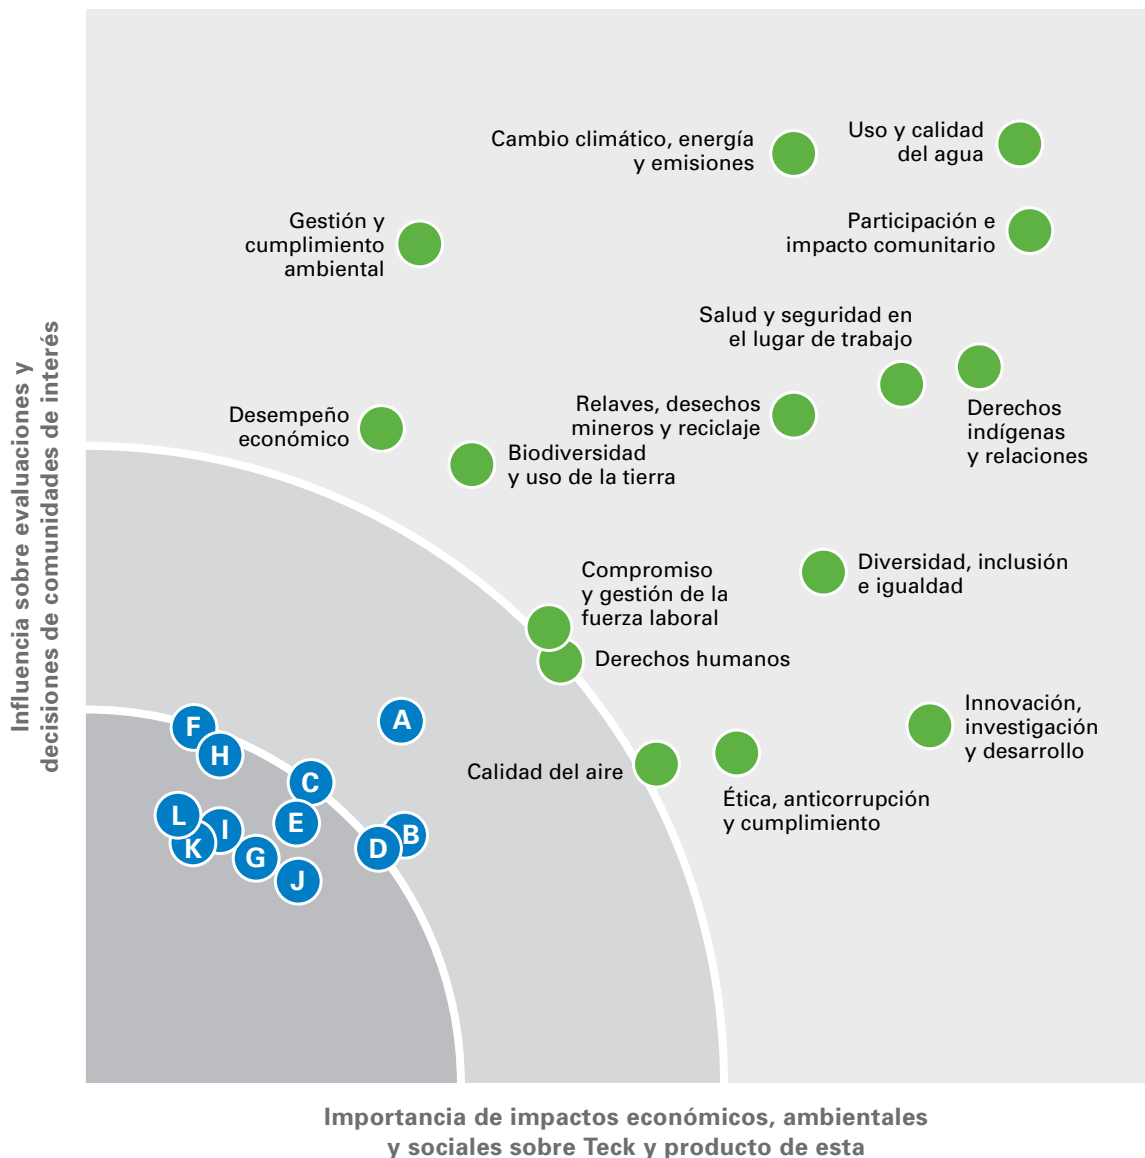 Cambio climático, energía
y emisiones
Uso y calidad
del agua
Gestión y
cumplimiento
ambiental
Participación e
impacto comunitario
Salud y seguridad en
el lugar de trabajo
Derechos
indígenas
y relaciones
Desempeño
económico
Relaves, desechos
mineros y reciclaje
Biodiversidad
y uso de la tierra
Compromiso
y gestión de la
fuerza laboral
Diversidad, inclusión
e igualdad
Derechos humanos
Innovación,
investigación
y desarrollo
Calidad del aire
Ética, anticorrupción
y cumplimiento
A
F
H
C
L
I
E
B
K
G
D
J
Influencia sobre evaluaciones y
decisiones de comunidades de interés
Importancia de impactos económicos, ambientales
y sociales sobre Teck y producto de esta